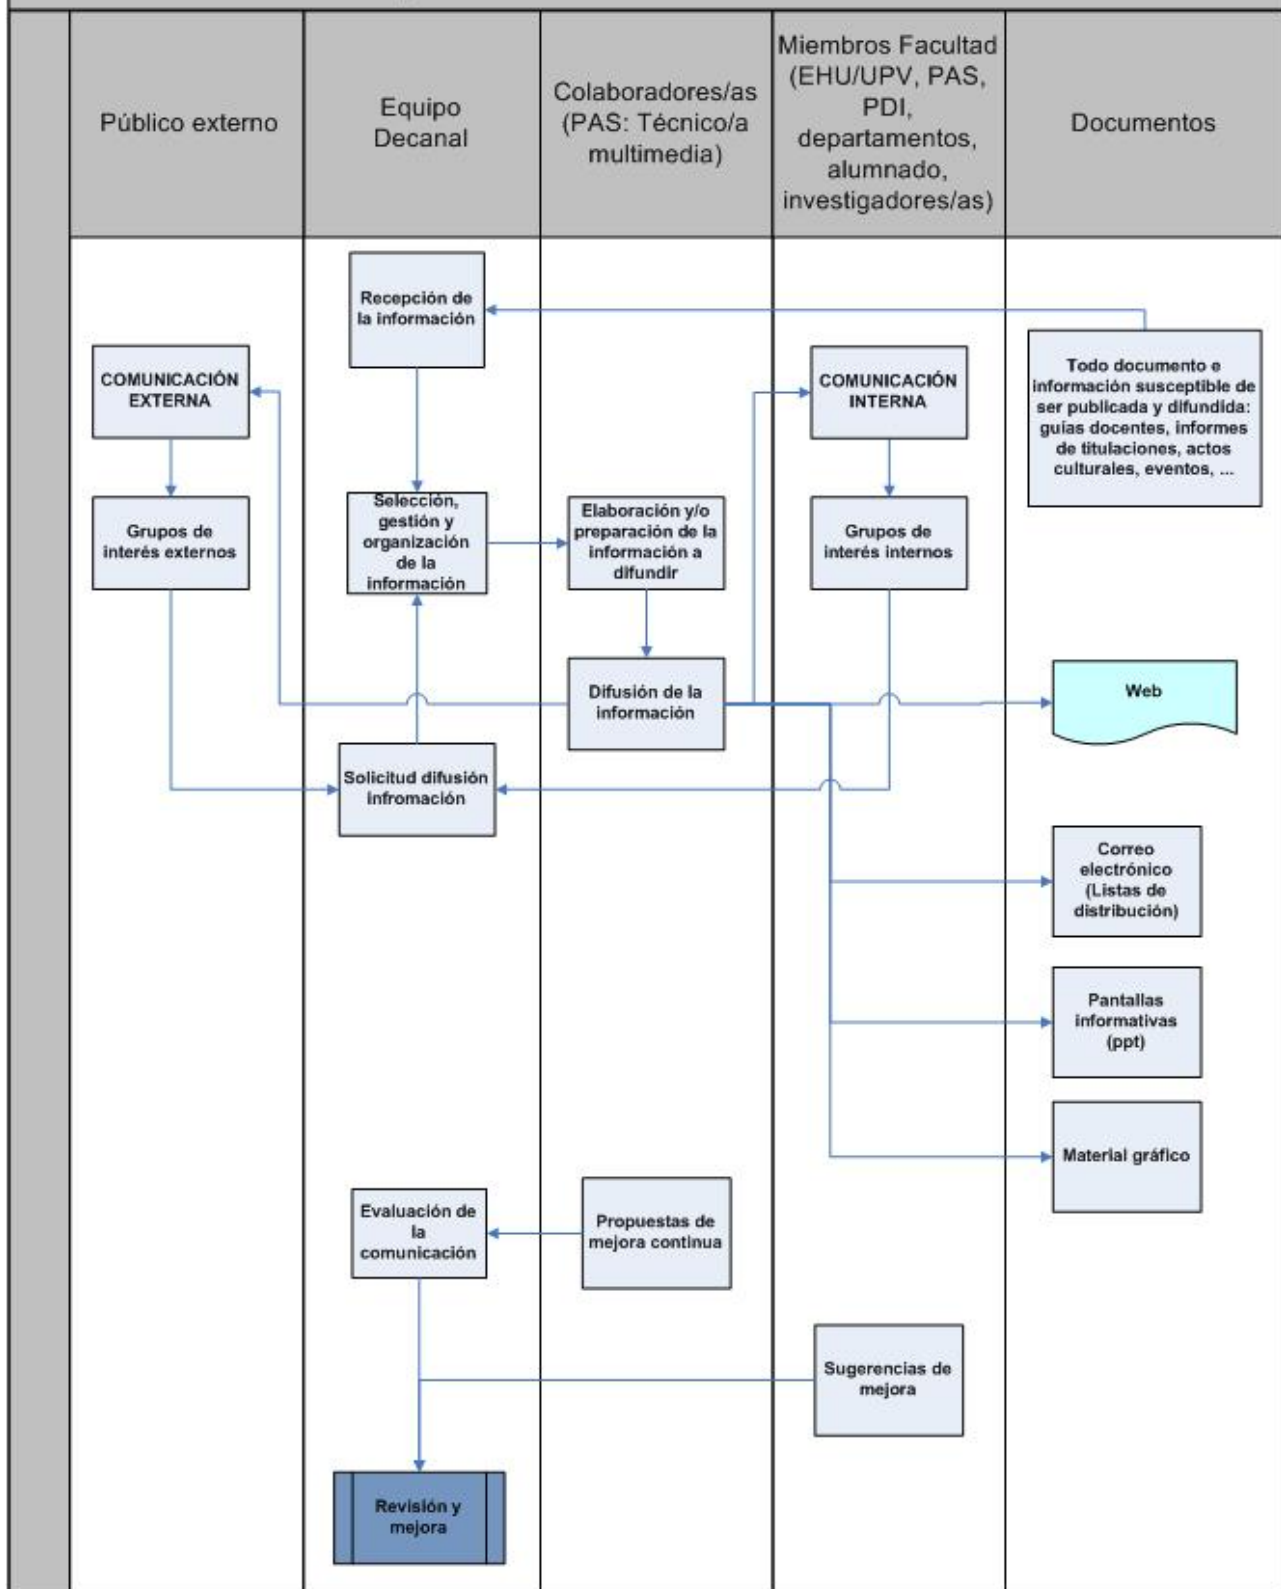 Público externo
Equipo
Decanal
Colaboradores/as
(PAS: Técnico/a
multimedia)
Miembros Facultad
(EHU/UPV, PAS,
PDI,
departamentos,
alumnado,
investigadores/as)
Documentos
Recepción de
la información
COMUNICACIÓN
EXTERNA
COMUNICACIÓN
INTERNA
Todo documento e
información susceptible de
ser publicada y difundida:
guías docentes, informes
de titulaciones, actos
culturales, eventos, ...
Grupos de
interés externos
Selección,
gestión y
organización
de la
información
Elaboración y/o
preparación de la
información a
difundir
Grupos de
interés internos
Difusión de la
información
Web
Solicitud difusión
infromación
Correo
electrónico
(Listas de
distribución)
Pantallas
informativas
(ppt)
Material gráfico
Evaluación de
la
comunicación
Propuestas de
mejora continua
Sugerencias de
mejora
Revisión y
mejora